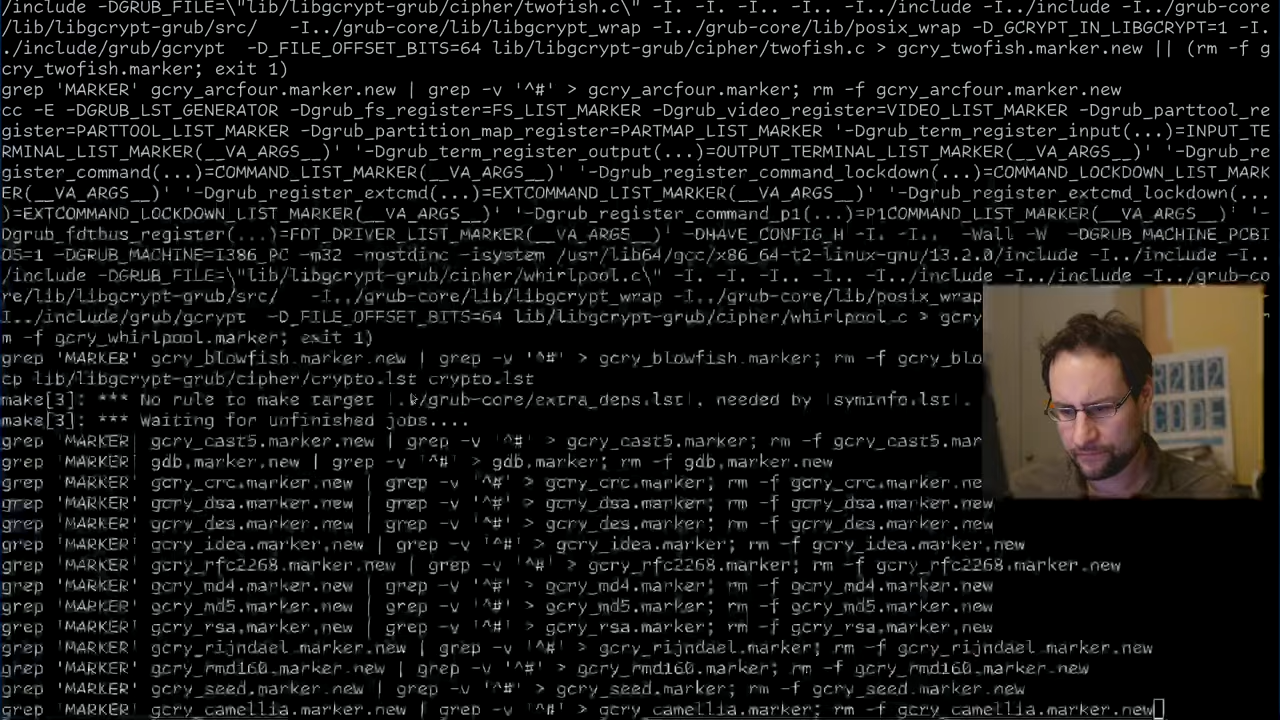 /include -DGRUB_FILE=\"lib/libgcrypt-grub/cipher/twofish.c\" -I. -I. -I.. -I../include -I../include -I../grub-core
/lib/libgcrypt-grub/src/   -I../grub-core/lib/libgcrypt_wrap -I../grub-core/lib/posix_wrap -D_GCRYPT_IN_LIBGCRYPT=1 -I.
./include/grub/gcrypt  -D_FILE_OFFSET_BITS=64 lib/libgcrypt-grub/cipher/twofish.c > gcry_twofish.marker.new || (rm -f g
cry_twofish.marker; exit 1)
grep 'MARKER' gcry_arcfour.marker.new | grep -v '^#' > gcry_arcfour.marker; rm -f gcry_arcfour.marker.new
cc -E -DGRUB_LST_GENERATOR -Dgrub_fs_register=FS_LIST_MARKER -Dgrub_video_register=VIDEO_LIST_MARKER -Dgrub_parttool_re
gister=PARTTOOL_LIST_MARKER -Dgrub_partition_map_register=PARTMAP_LIST_MARKER '-Dgrub_term_register_input(...)=INPUT_TE
RMINAL_LIST_MARKER(__VA_ARGS__)' '-Dgrub_term_register_output(...)=OUTPUT_TERMINAL_LIST_MARKER(__VA_ARGS__)' '-Dgrub_re
gister_command(...)=COMMAND_LIST_MARKER(__VA_ARGS__)' '-Dgrub_register_command_lockdown(...)=COMMAND_LOCKDOWN_LIST_MARK
ER(__VA_ARGS__)' '-Dgrub_register_extcmd(...)=EXTCOMMAND_LIST_MARKER(__VA_ARGS__)' '-Dgrub_register_extcmd_lockdown(...
)=EXTCOMMAND_LOCKDOWN_LIST_MARKER(__VA_ARGS__)' '-Dgrub_register_command_p1(...)=P1COMMAND_LIST_MARKER(__VA_ARGS__)' '-
Dgrub_fdtbus_register(...)=FDT_DRIVER_LIST_MARKER(__VA_ARGS__)' -DHAVE_CONFIG_H -I. -I..  -Wall -W  -DGRUB_MACHINE_PCBI
OS=1 -DGRUB_MACHINE=I386_PC -m32 -nostdinc -isystem /usr/lib64/gcc/x86_64-t2-linux-gnu/13.2.0/include -I../include -I..
/include -DGRUB_FILE=\"lib/libgcrypt-grub/cipher/whirlpool.c\" -I. -I. -I.. -I../include -I../include -I../grub-co
re/lib/libgcrypt-grub/src/   -I../grub-core/lib/libgcrypt_wrap -I../grub-core/lib/posix_wrap
I../include/grub/gcrypt  -D_FILE_OFFSET_BITS=64 lib/libgcrypt-grub/cipher/whirlpool.c > gcry
m -f gcry_whirlpool.marker; exit 1)
grep 'MARKER' gcry_blowfish.marker.new | grep -v '^#' > gcry_blowfish.marker; rm -f gcry_blo
cp lib/libgcrypt-grub/cipher/crypto.lst crypto.lst
make[3]: *** No rule to make target '../grub-core/extra_deps.lst', needed by 'syminfo.lst'.
make[3]: *** Waiting for unfinished jobs....
grep 'MARKER' gcry_cast5.marker.new | grep -v '^#' > gcry_cast5.marker; rm -f gcry_cast5.mar
grep 'MARKER' gdb.marker.new | grep -v '^#' > gdb.marker; rm -f gdb.marker.new
grep 'MARKER' gcry_crc.marker.new | grep -v '^#' > gcry_crc.marker; rm -f gcry_crc.marker.ne
grep 'MARKER' gcry_dsa.marker.new | grep -v '^#' > gcry_dsa.marker; rm -f gcry_dsa.marker.new
grep 'MARKER' gcry_des.marker.new | grep -v '^#' > gcry_des.marker; rm -f gcry_des.marker.new
grep 'MARKER' gcry_idea.marker.new | grep -v '^#' > gcry_idea.marker; rm -f gcry_idea.marker.new
grep 'MARKER' gcry_rfc2268.marker.new | grep -v '^#' > gcry_rfc2268.marker; rm -f gcry_rfc2268.marker.new
grep 'MARKER' gcry_md4.marker.new | grep -v '^#' > gcry_md4.marker; rm -f gcry_md4.marker.new
grep 'MARKER' gcry_md5.marker.new | grep -v '^#' > gcry_md5.marker; rm -f gcry_md5.marker.new
grep 'MARKER' gcry_rsa.marker.new | grep -v '^#' > gcry_rsa.marker; rm -f gcry_rsa.marker.new
grep 'MARKER' gcry_rijndael.marker.new | grep -v '^#' > gcry_rijndael.marker; rm -f gcry_rijndael.marker.new
grep 'MARKER' gcry_rmd160.marker.new | grep -v '^#' > gcry_rmd160.marker; rm -f gcry_rmd160.marker.new
grep 'MARKER' gcry_seed.marker.new | grep -v '^#' > gcry_seed.marker; rm -f gcry_seed.marker.new
grep 'MARKER' gcry_camellia.marker.new | grep -v '^#' > gcry_camellia.marker; rm -f gcry_camellia.marker.new